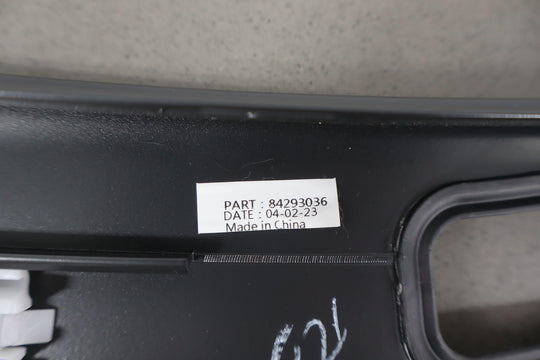 PART : 84293036
DATE : 04-02-23
Made in China